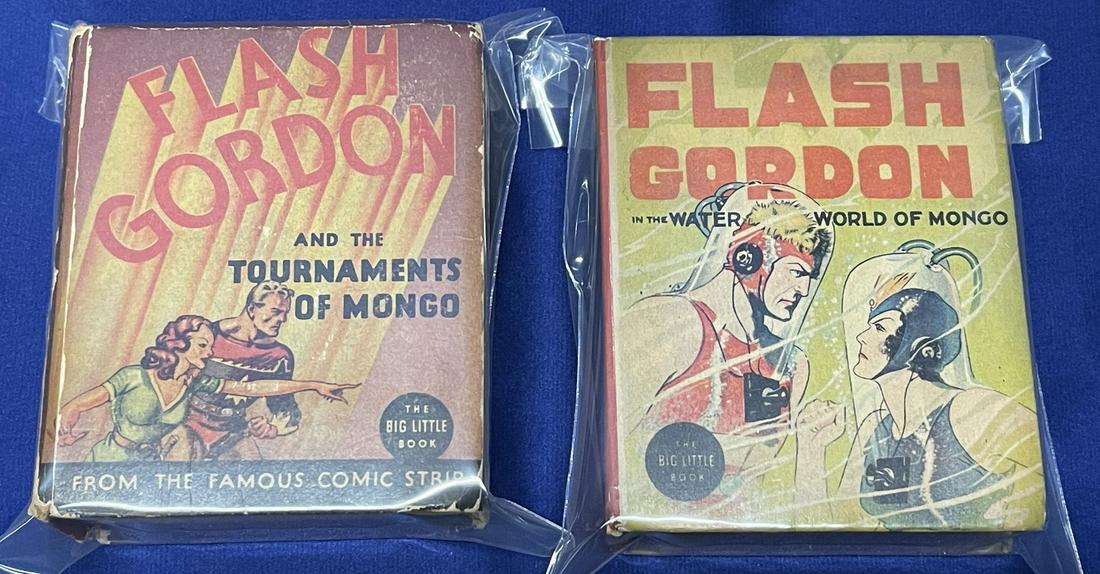 FLASH
GORDON
AND THE
TOURNAMENTS
OF MONGO
THE
BIG LITTLE
BOOK
FROM THE FAMOUS COMIC STRIP
FLASH
GORDON
IN THE WATER WORLD OF MONGO
THE
BIG LITTLE
BOOK